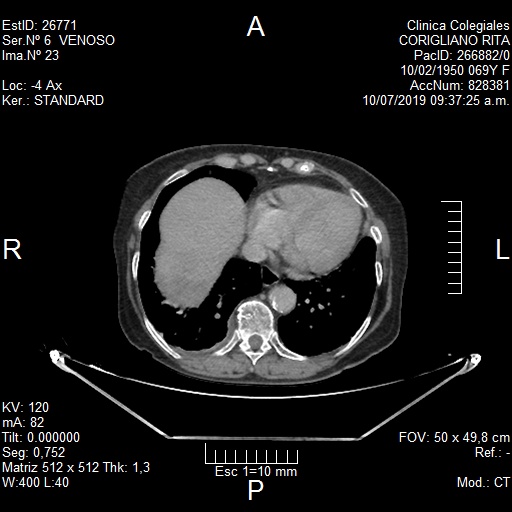 EstID: 26771
Ser.Nº 6 VENOSO
Ima.Nº 23
Loc: -4 Ax
Ker.: STANDARD
A
Clinica Colegiales
CORIGLIANO RITA
PacID: 266882/0
10/02/1950 069Y F
AccNum: 828381
10/07/2019 09:37:25 a.m.
R
L
KV: 120
mA: 82
Tilt: 0.000000
Seg: 0,752
Matriz 512 x 512 Thk: 1,3
W:400 L:40
Esc 1=10 mm
P
FOV: 50 x 49,8 cm
Ref.: -
Mod.: CT